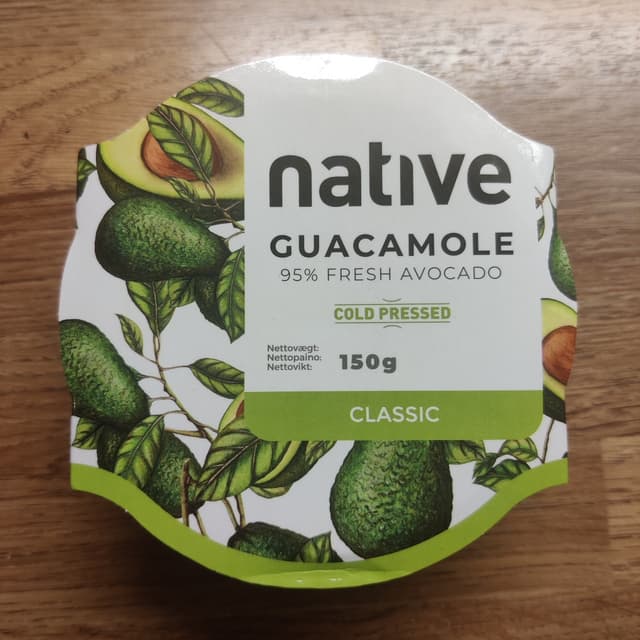 native
GUACAMOLE
95% FRESH AVOCADO
COLD PRESSED
Nettovægt:
Nettopaino:
Nettovikt:
150g
CLASSIC